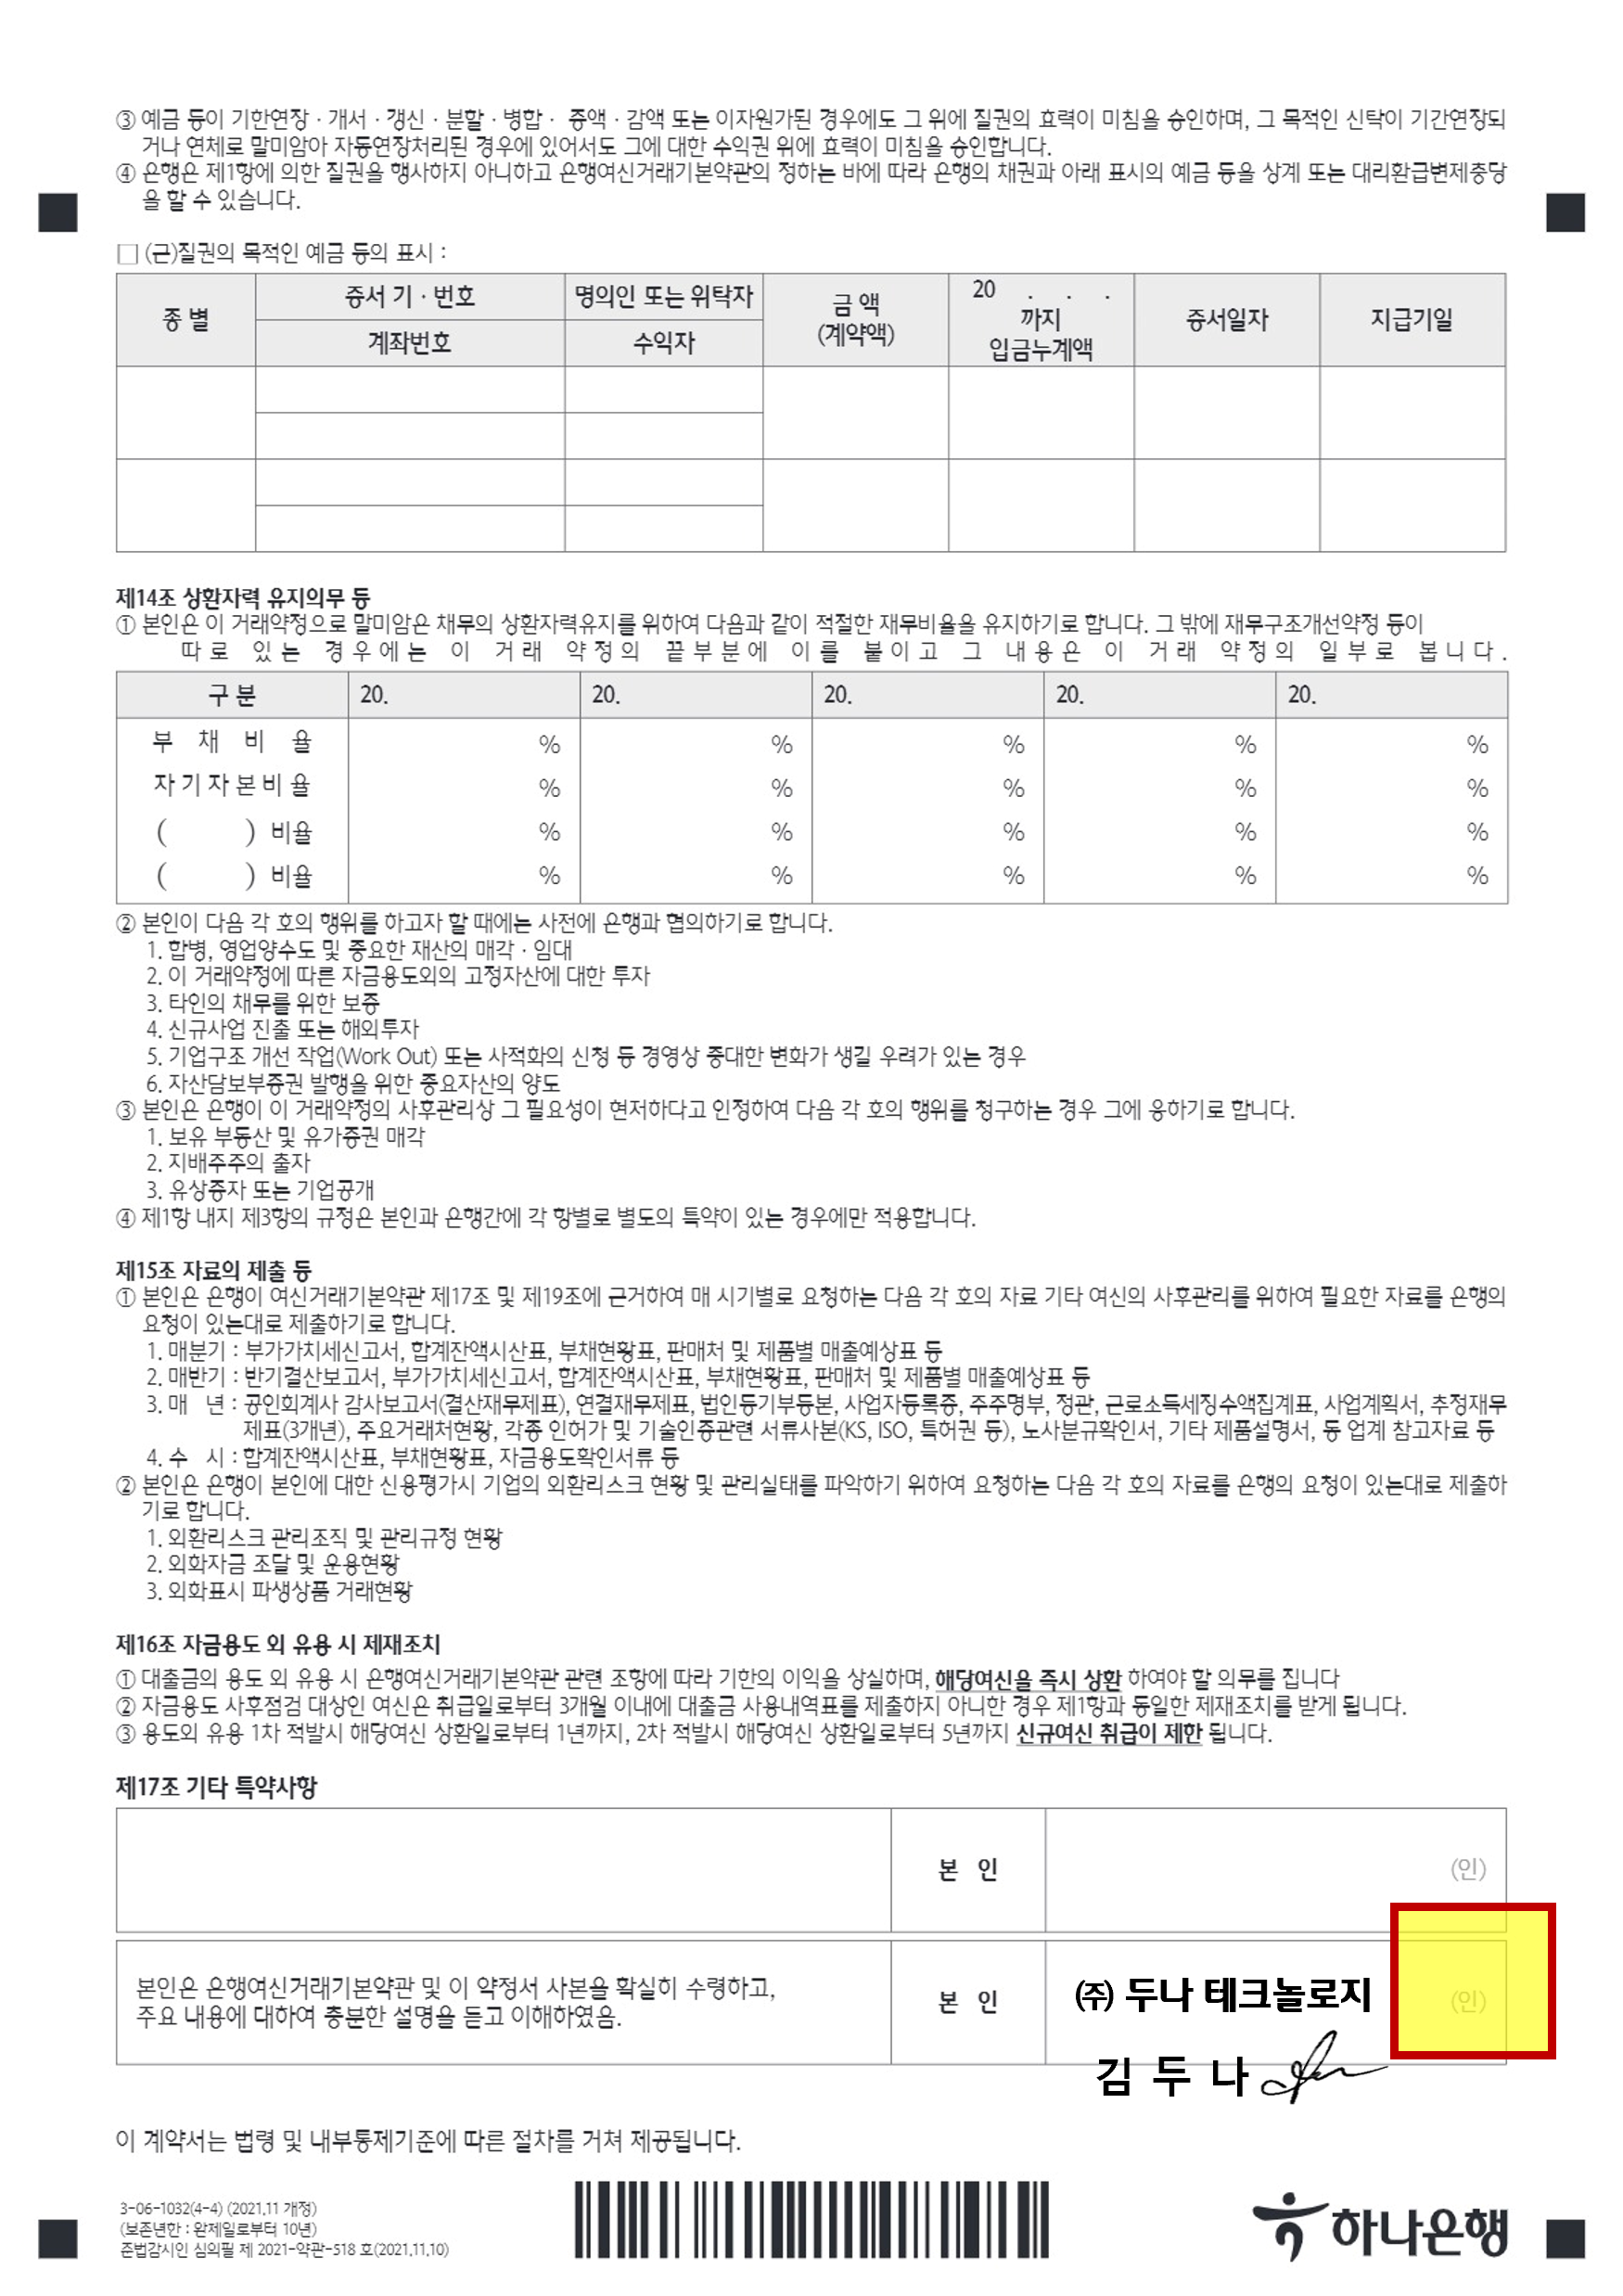 ③ 예금 등이 기한연장 · 개서 · 갱신 · 분할 · 병합 · 증액 · 감액 또는 이자원가된 경우에도 그 위에 질권의 효력이 미침을 승인하며, 그 목적인 신탁이 기간연장되
거나 연체로 말미암아 자동연장처리된 경우에 있어서도 그에 대한 수익권 위에 효력이 미침을 승인합니다.
④ 은행은 제1항에 의한 질권을 행사하지 아니하고 은행여신거래기본약관의 정하는 바에 따라 은행의 채권과 아래 표시의 예금 등을 상계 또는 대리환급변제충당
을 할 수 있습니다.
□ (근)질권의 목적인 예금 등의 표시 :
종 별 증서 기 · 번호 명의인 또는 위탁자 금 액 (계약액) 20 . . . 까지 입금누계액 증서일자 지급기일
계좌번호 수익자
제14조 상환자력 유지의무 등
① 본인은 이 거래약정으로 말미암은 채무의 상환자력유지를 위하여 다음과 같이 적절한 재무비율을 유지하기로 합니다. 그 밖에 재무구조개선약정 등이
따로 있는 경우에는 이 거래 약정의 끝부분에 이를 붙이고 그 내용은 이 거래 약정의 일부로 봅니다.
구 분 20. 20. 20. 20. 20.
부 채 비 율 % % % % %
자기자본비율 % % % % %
( ) 비율 % % % % %
( ) 비율 % % % % %
② 본인이 다음 각 호의 행위를 하고자 할 때에는 사전에 은행과 협의하기로 합니다.
1. 합병, 영업양수도 및 중요한 재산의 매각 · 임대
2. 이 거래약정에 따른 자금용도외의 고정자산에 대한 투자
3. 타인의 채무를 위한 보증
4. 신규사업 진출 또는 해외투자
5. 기업구조 개선 작업(Work Out) 또는 사적화의 신청 등 경영상 중대한 변화가 생길 우려가 있는 경우
6. 자산담보부증권 발행을 위한 중요자산의 양도
③ 본인은 은행이 이 거래약정의 사후관리상 그 필요성이 현저하다고 인정하여 다음 각 호의 행위를 청구하는 경우 그에 응하기로 합니다.
1. 보유 부동산 및 유가증권 매각
2. 지배주주의 출자
3. 유상증자 또는 기업공개
④ 제1항 내지 제3항의 규정은 본인과 은행간에 각 항별로 별도의 특약이 있는 경우에만 적용합니다.
제15조 자료의 제출 등
① 본인은 은행이 여신거래기본약관 제17조 및 제19조에 근거하여 매 시기별로 요청하는 다음 각 호의 자료 기타 여신의 사후관리를 위하여 필요한 자료를 은행의
요청이 있는대로 제출하기로 합니다.
1. 매분기 : 부가가치세신고서, 합계잔액시산표, 부채현황표, 판매처 및 제품별 매출예상표 등
2. 매반기 : 반기결산보고서, 부가가치세신고서, 합계잔액시산표, 부채현황표, 판매처 및 제품별 매출예상표 등
3. 매 년 : 공인회계사 감사보고서(결산재무제표), 연결재무제표, 법인등기부등본, 사업자등록증, 주주명부, 정관, 근로소득세징수액집계표, 사업계획서, 추정재무
제표(3개년), 주요거래처현황, 각종 인허가 및 기술인증관련 서류사본(KS, ISO, 특허권 등), 노사분규확인서, 기타 제품설명서, 동 업계 참고자료 등
4. 수 시 : 합계잔액시산표, 부채현황표, 자금용도확인서류 등
② 본인은 은행이 본인에 대한 신용평가시 기업의 외환리스크 현황 및 관리실태를 파악하기 위하여 요청하는 다음 각 호의 자료를 은행의 요청이 있는대로 제출하
기로 합니다.
1. 외환리스크 관리조직 및 관리규정 현황
2. 외화자금 조달 및 운용현황
3. 외화표시 파생상품 거래현황
제16조 자금용도 외 유용 시 제재조치
① 대출금의 용도 외 유용 시 은행여신거래기본약관 관련 조항에 따라 기한의 이익을 상실하며, 해당여신을 즉시 상환 하여야 할 의무를 집니다
② 자금용도 사후점검 대상인 여신은 취급일로부터 3개월 이내에 대출금 사용내역표를 제출하지 아니한 경우 제1항과 동일한 제재조치를 받게 됩니다.
③ 용도외 유용 1차 적발시 해당여신 상환일로부터 1년까지, 2차 적발시 해당여신 상환일로부터 5년까지 신규여신 취급이 제한 됩니다.
제17조 기타 특약사항
본 인 (인)
본인은 은행여신거래기본약관 및 이 약정서 사본을 확실히 수령하고,
주요 내용에 대하여 충분한 설명을 듣고 이해하였음.
본 인 ㈜ 두나 테크놀로지 (인)
김 두 나
이 계약서는 법령 및 내부통제기준에 따른 절차를 거쳐 제공됩니다.
3-06-1032(4-4) (2021.11 개정)
(보존년한 : 완제일로부터 10년)
준법감시인 심의필 제 2021-약관-518 호(2021.11.10)
하나은행